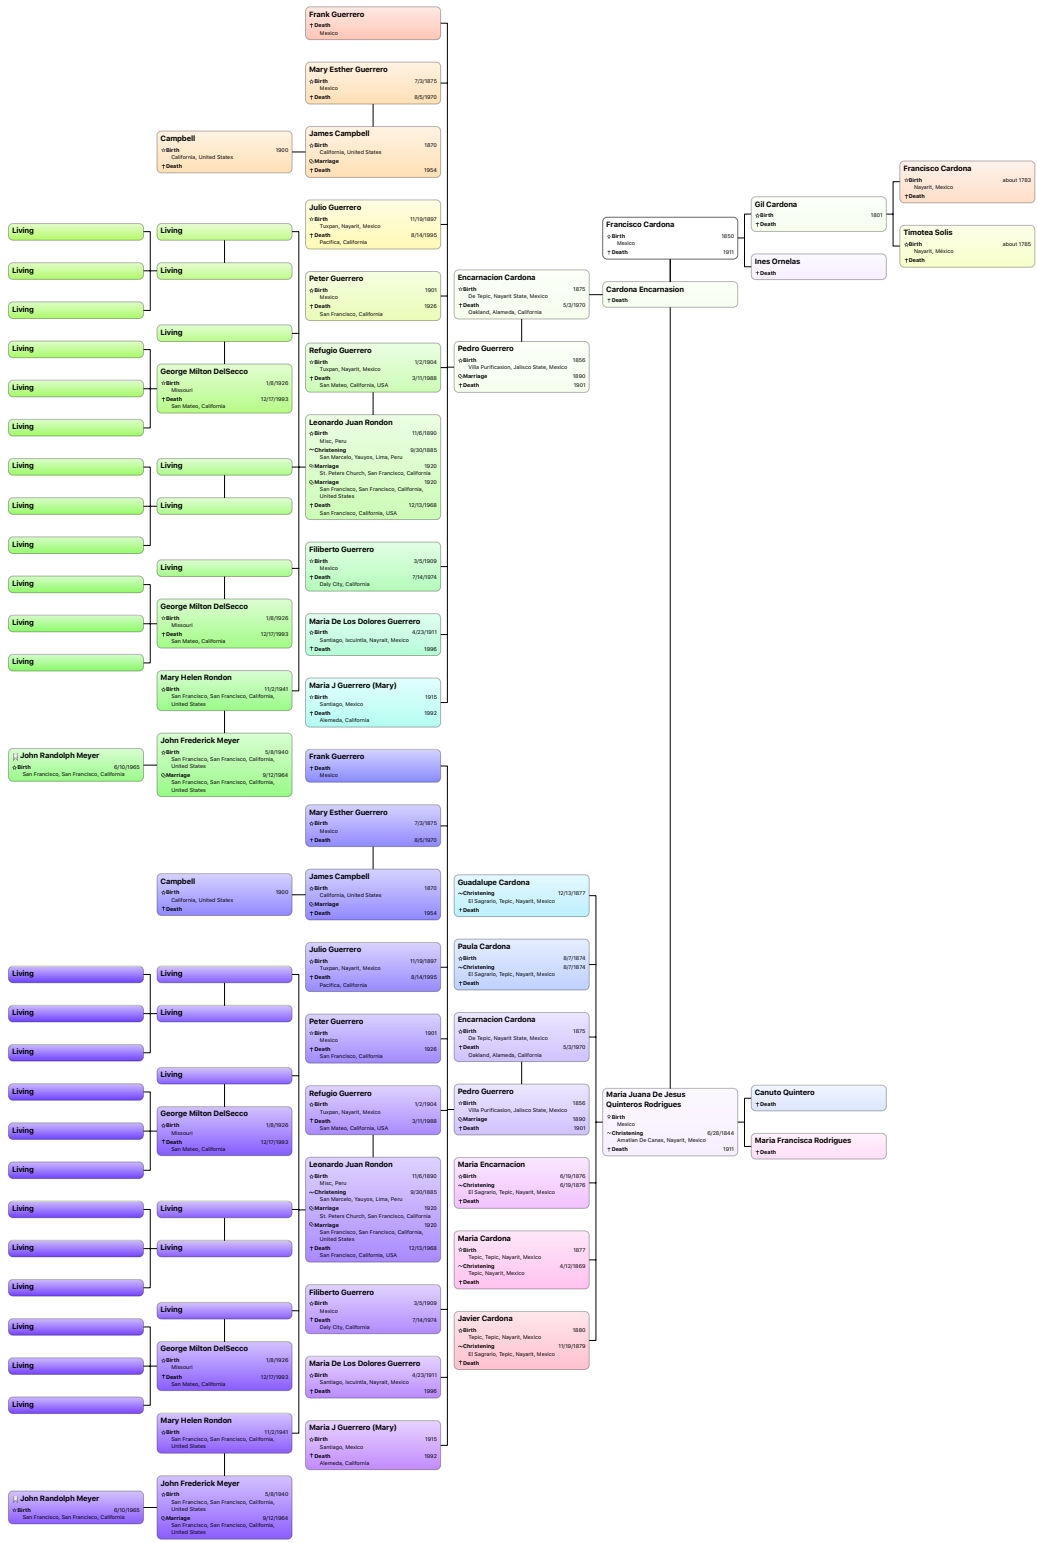 Frank Guerrero
†Death
Mexico
Mary Esther Guerrero
☆Birth 7/3/1875
Mexico
†Death 8/5/1970
Campbell
☆Birth 1900
California, United States
†Death
James Campbell
☆Birth 1870
California, United States
Marriage
†Death 1954
Julio Guerrero
☆Birth 11/19/1897
Tuxpan, Nayarit, Mexico
†Death 8/14/1995
Pacifica, California
Living
Living
Living
Living
Living
Peter Guerrero
☆Birth 1901
Mexico
†Death 1926
San Francisco, California
Living
Living
Living
Living
George Milton DelSecco
☆Birth 1/8/1926
Missouri
†Death 12/17/1993
San Mateo, California
Refugio Guerrero
☆Birth 1/2/1904
Tuxpan, Nayarit, Mexico
†Death 3/11/1988
San Mateo, California, USA
Leonardo Juan Rondon
☆Birth 11/6/1890
Misc, Peru
~Christening 9/30/1885
San Marcelo, Yauyos, Lima, Peru
Marriage 1920
St. Peters Church, San Francisco, California
Marriage 1920
San Francisco, San Francisco, California,
United States
†Death 12/13/1968
San Francisco, California, USA
Living
Living
Living
Living
Living
Filiberto Guerrero
☆Birth 3/5/1909
Mexico
†Death 7/14/1974
Daly City, California
Living
Living
Living
Living
George Milton DelSecco
☆Birth 1/8/1926
Missouri
†Death 12/17/1993
San Mateo, California
Maria De Los Dolores Guerrero
☆Birth 4/23/1911
Santiago, Iscuintla, Nayrait, Mexico
†Death 1996
Mary Helen Rondon
☆Birth 11/2/1941
San Francisco, San Francisco, California,
United States
Maria J Guerrero (Mary)
☆Birth 1915
Santiago, Mexico
†Death 1992
Alemeda, California
John Randolph Meyer
☆Birth 6/10/1965
San Francisco, San Francisco, California
John Frederick Meyer
☆Birth 5/8/1940
San Francisco, San Francisco, California,
United States
Marriage 9/12/1964
San Francisco, San Francisco, California,
United States
Encarnacion Cardona
☆Birth 1875
De Tepic, Nayarit State, Mexico
†Death 5/3/1970
Oakland, Alameda, California
Pedro Guerrero
☆Birth 1856
Villa Purificasion, Jalisco State, Mexico
Marriage 1890
†Death 1901
Francisco Cardona
Birth 1850
Mexico
†Death 1911
Cardona Encarnasion
†Death
Gil Cardona
☆Birth 1801
†Death
Ines Ornelas
†Death
Francisco Cardona
☆Birth about 1783
Nayarit, Mexico
†Death
Timotea Solis
☆Birth about 1785
Nayarit, México
†Death
Frank Guerrero
†Death
Mexico
Mary Esther Guerrero
☆Birth 7/3/1875
Mexico
†Death 8/5/1970
Campbell
☆Birth 1900
California, United States
†Death
James Campbell
☆Birth 1870
California, United States
Marriage
†Death 1954
Julio Guerrero
☆Birth 11/19/1897
Tuxpan, Nayarit, Mexico
†Death 8/14/1995
Pacifica, California
Living
Living
Living
Living
Living
Peter Guerrero
☆Birth 1901
Mexico
†Death 1926
San Francisco, California
Living
Living
Living
Living
George Milton DelSecco
☆Birth 1/8/1926
Missouri
†Death 12/17/1993
San Mateo, California
Refugio Guerrero
☆Birth 1/2/1904
Tuxpan, Nayarit, Mexico
†Death 3/11/1988
San Mateo, California, USA
Leonardo Juan Rondon
☆Birth 11/6/1890
Misc, Peru
~Christening 9/30/1885
San Marcelo, Yauyos, Lima, Peru
Marriage 1920
St. Peters Church, San Francisco, California
Marriage 1920
San Francisco, San Francisco, California,
United States
†Death 12/13/1968
San Francisco, California, USA
Living
Living
Living
Living
Living
Filiberto Guerrero
☆Birth 3/5/1909
Mexico
†Death 7/14/1974
Daly City, California
Living
Living
Living
Living
George Milton DelSecco
☆Birth 1/8/1926
Missouri
†Death 12/17/1993
San Mateo, California
Maria De Los Dolores Guerrero
☆Birth 4/23/1911
Santiago, Iscuintla, Nayrait, Mexico
†Death 1996
Mary Helen Rondon
☆Birth 11/2/1941
San Francisco, San Francisco, California,
United States
Maria J Guerrero (Mary)
☆Birth 1915
Santiago, Mexico
†Death 1992
Alemeda, California
John Randolph Meyer
☆Birth 6/10/1965
San Francisco, San Francisco, California
John Frederick Meyer
☆Birth 5/8/1940
San Francisco, San Francisco, California,
United States
Marriage 9/12/1964
San Francisco, San Francisco, California,
United States
Guadalupe Cardona
~Christening 12/13/1877
El Sagrario, Tepic, Nayarit, Mexico
†Death
Paula Cardona
☆Birth 8/7/1874
~Christening 8/7/1874
El Sagrario, Tepic, Nayarit, Mexico
†Death
Encarnacion Cardona
☆Birth 1875
De Tepic, Nayarit State, Mexico
†Death 5/3/1970
Oakland, Alameda, California
Pedro Guerrero
☆Birth 1856
Villa Purificasion, Jalisco State, Mexico
Marriage 1890
†Death 1901
Maria Encarnacion
☆Birth 6/19/1876
~Christening 6/19/1876
El Sagrario, Tepic, Nayarit, Mexico
†Death
Maria Cardona
☆Birth 1877
Tepic, Tepic, Nayarit, Mexico
~Christening 4/12/1869
Tepic, Nayarit, Mexico
†Death
Javier Cardona
☆Birth 1880
Tepic, Tepic, Nayarit, Mexico
~Christening 11/19/1879
El Sagrario, Tepic, Nayarit, Mexico
†Death
Maria Juana De Jesus
Quinteros Rodrigues
Birth
Mexico
~Christening 6/28/1844
Amatlan De Canas, Nayarit, Mexico
†Death 1911
Canuto Quintero
†Death
Maria Francisca Rodrigues
†Death